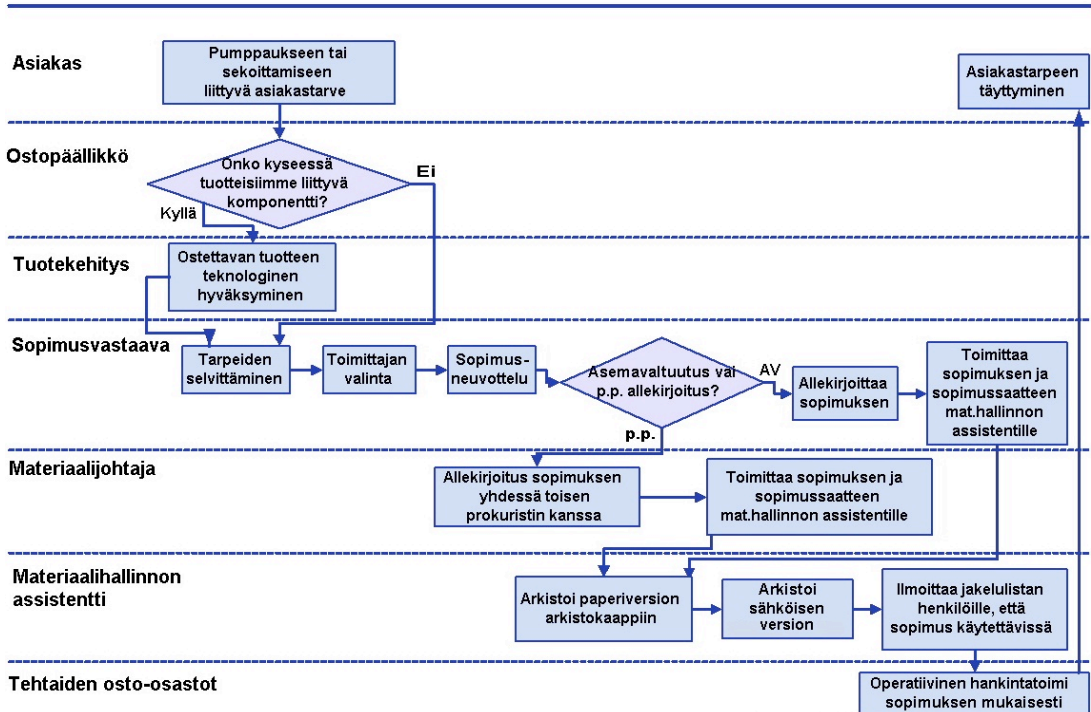 Asiakas
Pumppaukseen tai
sekoittamiseen
liittyvä asiakastarve
Asiakastarpeen
täyttyminen
Ostopäällikkö
Onko kyseessä
tuotteisiimme liittyvä
komponentti?
Ei
Kyllä
Tuotekehitys
Ostettavan tuotteen
teknologinen
hyväksyminen
Sopimusvastaava
Tarpeiden
selvittäminen
Toimittajan
valinta
Sopimus-
neuvottelu
Asemavaltuutus vai
p.p. allekirjoitus?
AV
p.p.
Allekirjoittaa
sopimuksen
Toimittaa
sopimuksen ja
sopimussaatteen
mat.hallinnon
assistentille
Materiaalijohtaja
Allekirjoitus sopimuksen
yhdessä toisen
prokuristin kanssa
Toimittaa sopimuksen ja
sopimussaatteen
mat.hallinnon assistentille
Materiaalihallinnon
assistentti
Arkistoi paperiversion
arkistokaappiin
Arkistoi
sähköisen
version
Ilmoittaa jakelulistan
henkilöille, että
sopimus käytettävissä
Tehtaiden osto-osastot
Operatiivinen hankintatoimi
sopimuksen mukaisesti